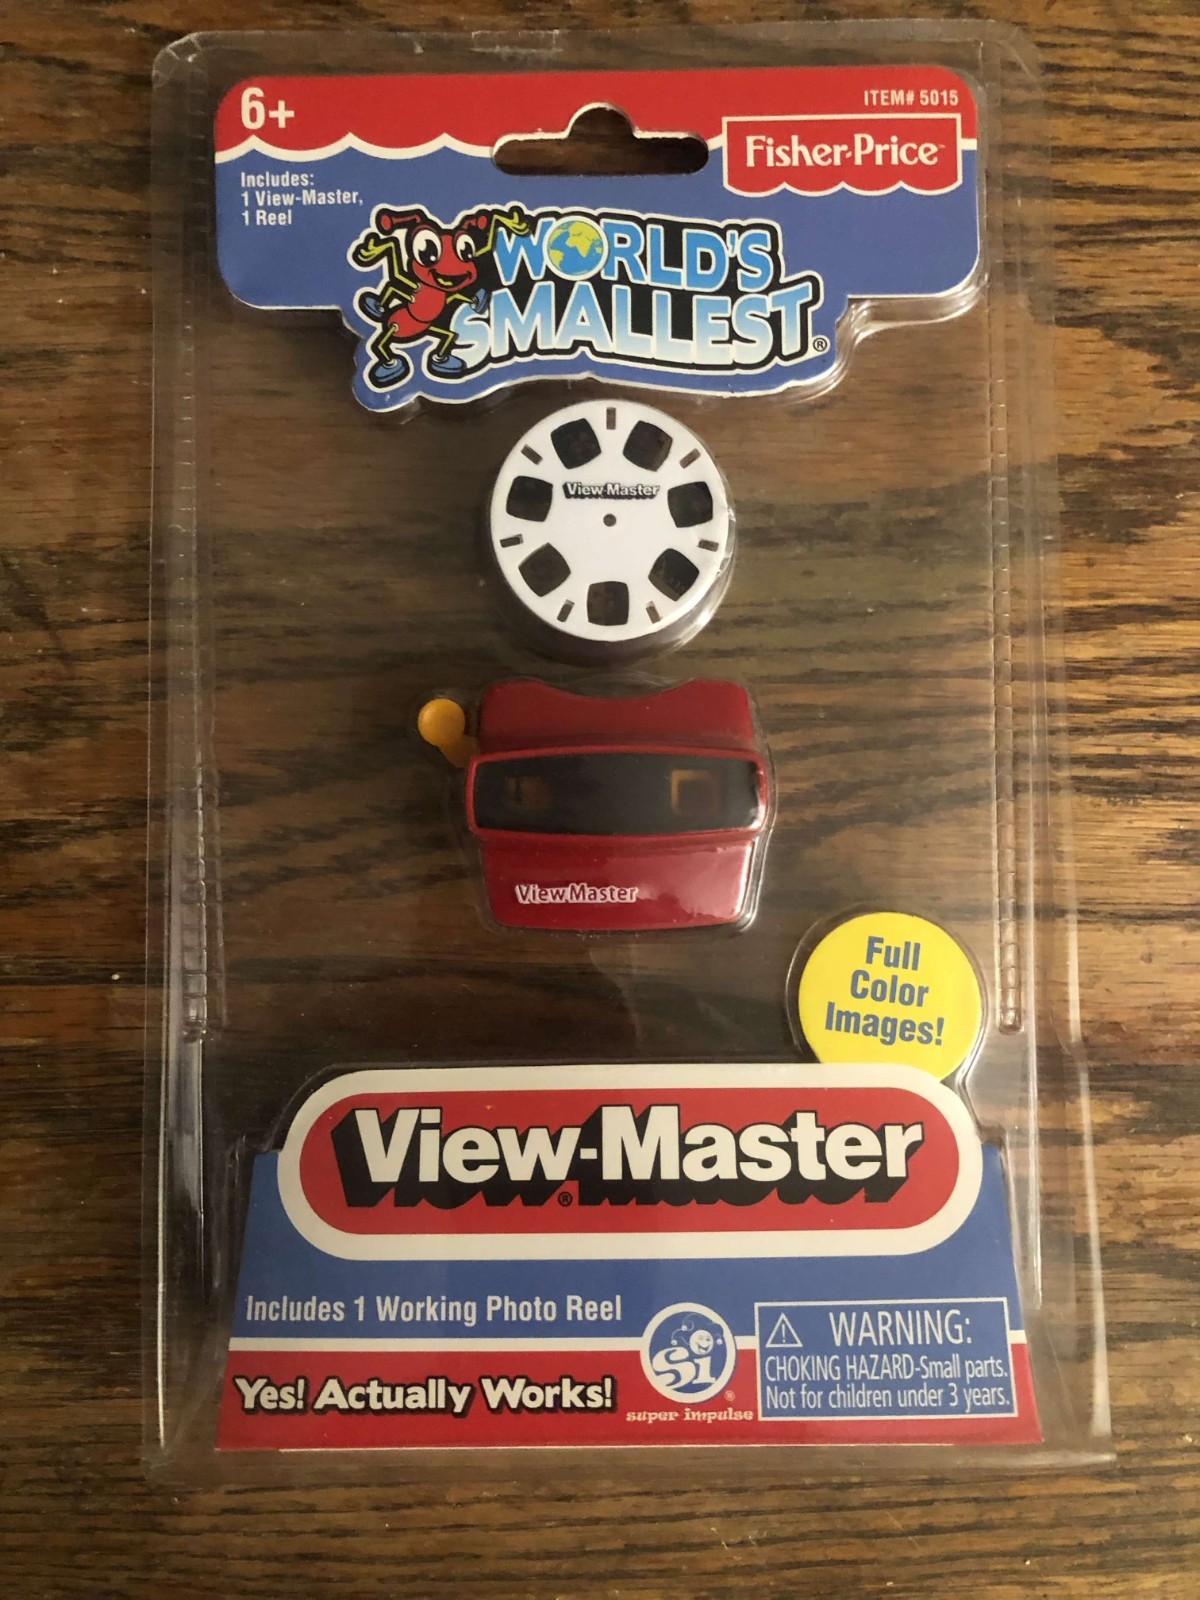 6+
ITEM# 5015
Fisher-Price
Includes:
1 View-Master,
1 Reel
WORLD'S
SMALLEST®
View-Master
View-Master
Full
Color
Images!
View-Master®
Includes 1 Working Photo Reel
Yes! Actually Works!
Si®
super impulse
WARNING:
CHOKING HAZARD-Small parts.
Not for children under 3 years.